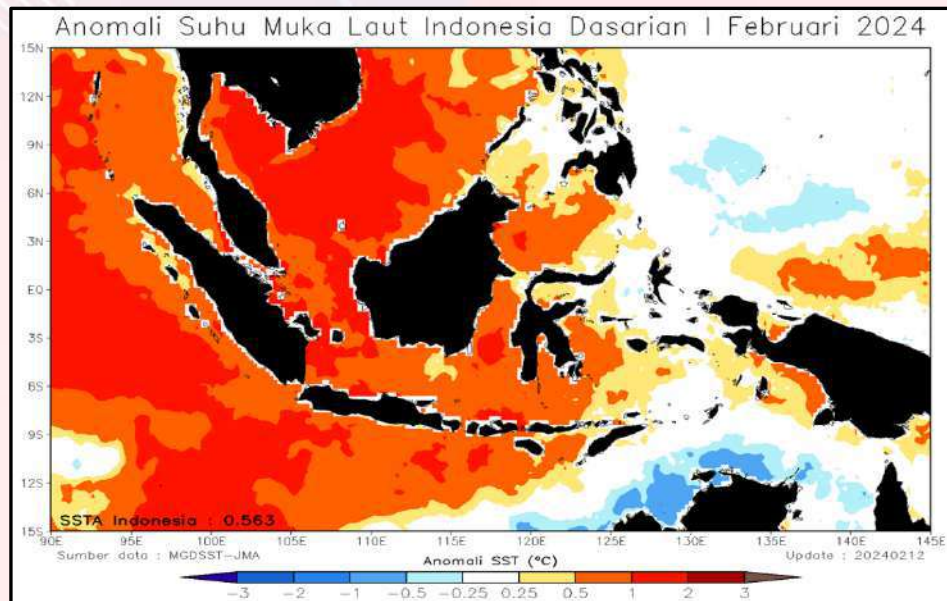 Anomali Suhu Muka Laut Indonesia Dasarian I Februari 2024
15N
12N
9N
6N
3N
EQ
3S
6S
9S
12S
15S
SSTA Indonesia : 0.563
90E 95E 100E 105E 110E 115E 120E 125E 130E 135E 140E 145E
Sumber data : MGDSST-JMA Anomali SST (°C) Update : 20240212
-3 -2 -1 -0.5 -0.25 0.25 0.5 1 2 3